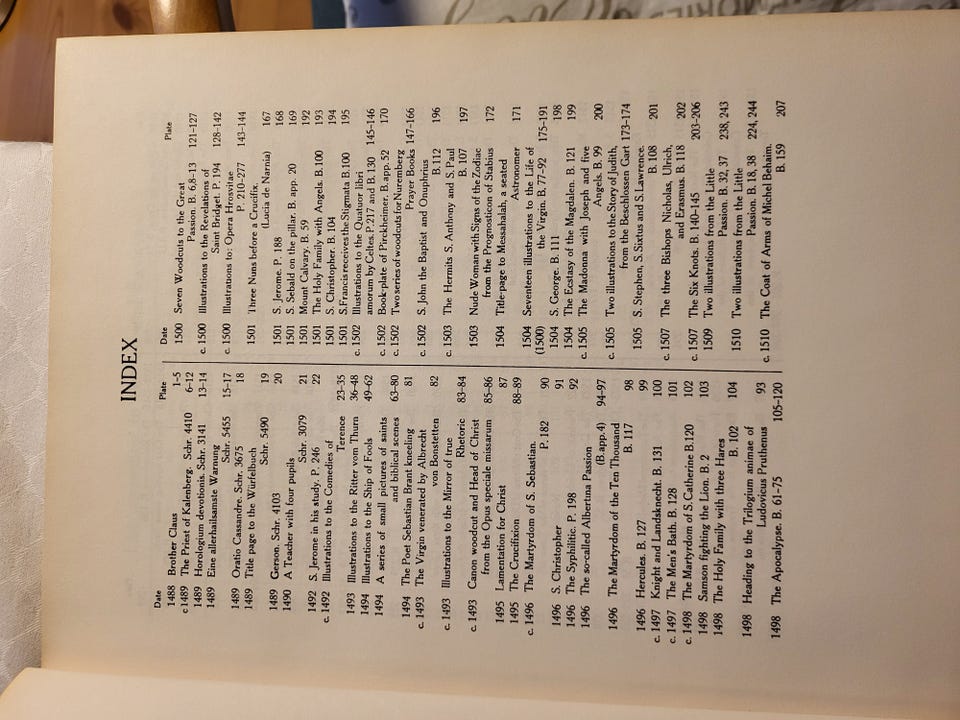 INDEX
Date Plate
1488 Brother Claus 1–5
c 1489 The Priest of Kalenberg. Schr. 4410 6–12
1489 Horologium devotionis. Schr. 3141 13–14
1489 Eine allerhailsamste Warnung
Schr. 5455 15–17
1489 Oratio Cassandre. Schr. 3675 18
1489 Title page to the Würfelbuch
Schr. 5490 19
1489 Gerson. Schr. 4103 20
1490 A Teacher with four pupils
Schr. 3079 21
1492 S. Jerome in his study. P. 246 22
c. 1492 Illustrations to the Comedies of
Terence 23–35
1493 Illustrations to the Ritter vom Thurn 36–48
1494 Illustrations to the Ship of Fools 49–62
1494 A series of small pictures of saints
and biblical scenes 63–80
1494 The Poet Sebastian Brant kneeling 81
c. 1493 The Virgin venerated by Albrecht
von Bonstetten 82
c. 1493 Illustrations to the Mirror of true
Rhetoric 83–84
c. 1493 Canon woodcut and Head of Christ
from the Opus speciale missarum 85–86
1495 Lamentation for Christ 87
1495 The Crucifixion 88–89
c. 1496 The Martyrdom of S. Sebastian.
P. 182 90
1496 S. Christopher 91
1496 The Syphilitic. P. 198 92
1496 The so-called Albertina Passion
(B.app.4) 94–97
1496 The Martyrdom of the Ten Thousand
B. 117 98
1496 Hercules. B. 127 99
c. 1497 Knight and Landsknecht. B. 131 100
c. 1497 The Men's Bath. B. 128 101
c. 1498 The Martyrdom of S. Catherine B.120 102
1498 Samson fighting the Lion. B. 2 103
1498 The Holy Family with three Hares
B. 102 104
1498 Heading to the Trilogium animae of
Ludovicus Pruthenus 93
1498 The Apocalypse. B. 61–75 105–120
Date Plate
1500 Seven Woodcuts to the Great
Passion. B. 6,8–13 121–127
c. 1500 Illustrations to the Revelations of
Saint Bridget. P. 194 128–142
c. 1500 Illustrations to: Opera Hrosvitae
P. 210–277 143–144
1501 Three Nuns before a Crucifix.
(Lucia de Narnia) 167
1501 S. Jerome. P. 188 168
1501 S. Sebald on the pillar. B. app. 20 169
1501 Mount Calvary. B. 59 192
1501 The Holy Family with Angels. B. 100 193
1501 S. Christopher. B. 104 194
1501 S. Francis receives the Stigmata B.100 195
c. 1502 Illustrations to the Quatuor libri
amorum by Celtes. P. 217 and B. 130 145–146
c. 1502 Book-plate of Pirckheimer. B. app. 52 170
c. 1502 Two series of woodcuts for Nuremberg
Prayer Books 147–166
c. 1502 S. John the Baptist and Onuphrius
B. 112 196
c. 1503 The Hermits S. Anthony and S. Paul
B. 107 197
1503 Nude Woman with Signs of the Zodiac
from the Prognosticon of Stabius 172
1504 Title-page to Messahalah, a seated
Astronomer 171
1504 Seventeen illustrations to the Life of
(1500) the Virgin. B. 77–92 175–191
1504 S. George. B. 111 198
1504 The Ecstasy of the Magdalen. B. 121 199
c. 1505 The Madonna with Joseph and five
Angels. B. 99 200
c. 1505 Two illustrations to the Story of Judith,
from the Beschlossen Gart 173–174
1505 S. Stephen, S. Sixtus and S. Lawrence.
B. 108 201
c. 1507 The three Bishops Nicholas, Ulrich,
and Erasmus. B. 118 202
c. 1507 The Six Knots. B. 140–145 203–206
1509 Two illustrations from the Little
Passion. B. 32, 37 238, 243
1510 Two illustrations from the Little
Passion. B. 18, 38 224, 244
c. 1510 The Coat of Arms of Michel Behaim.
B. 159 207